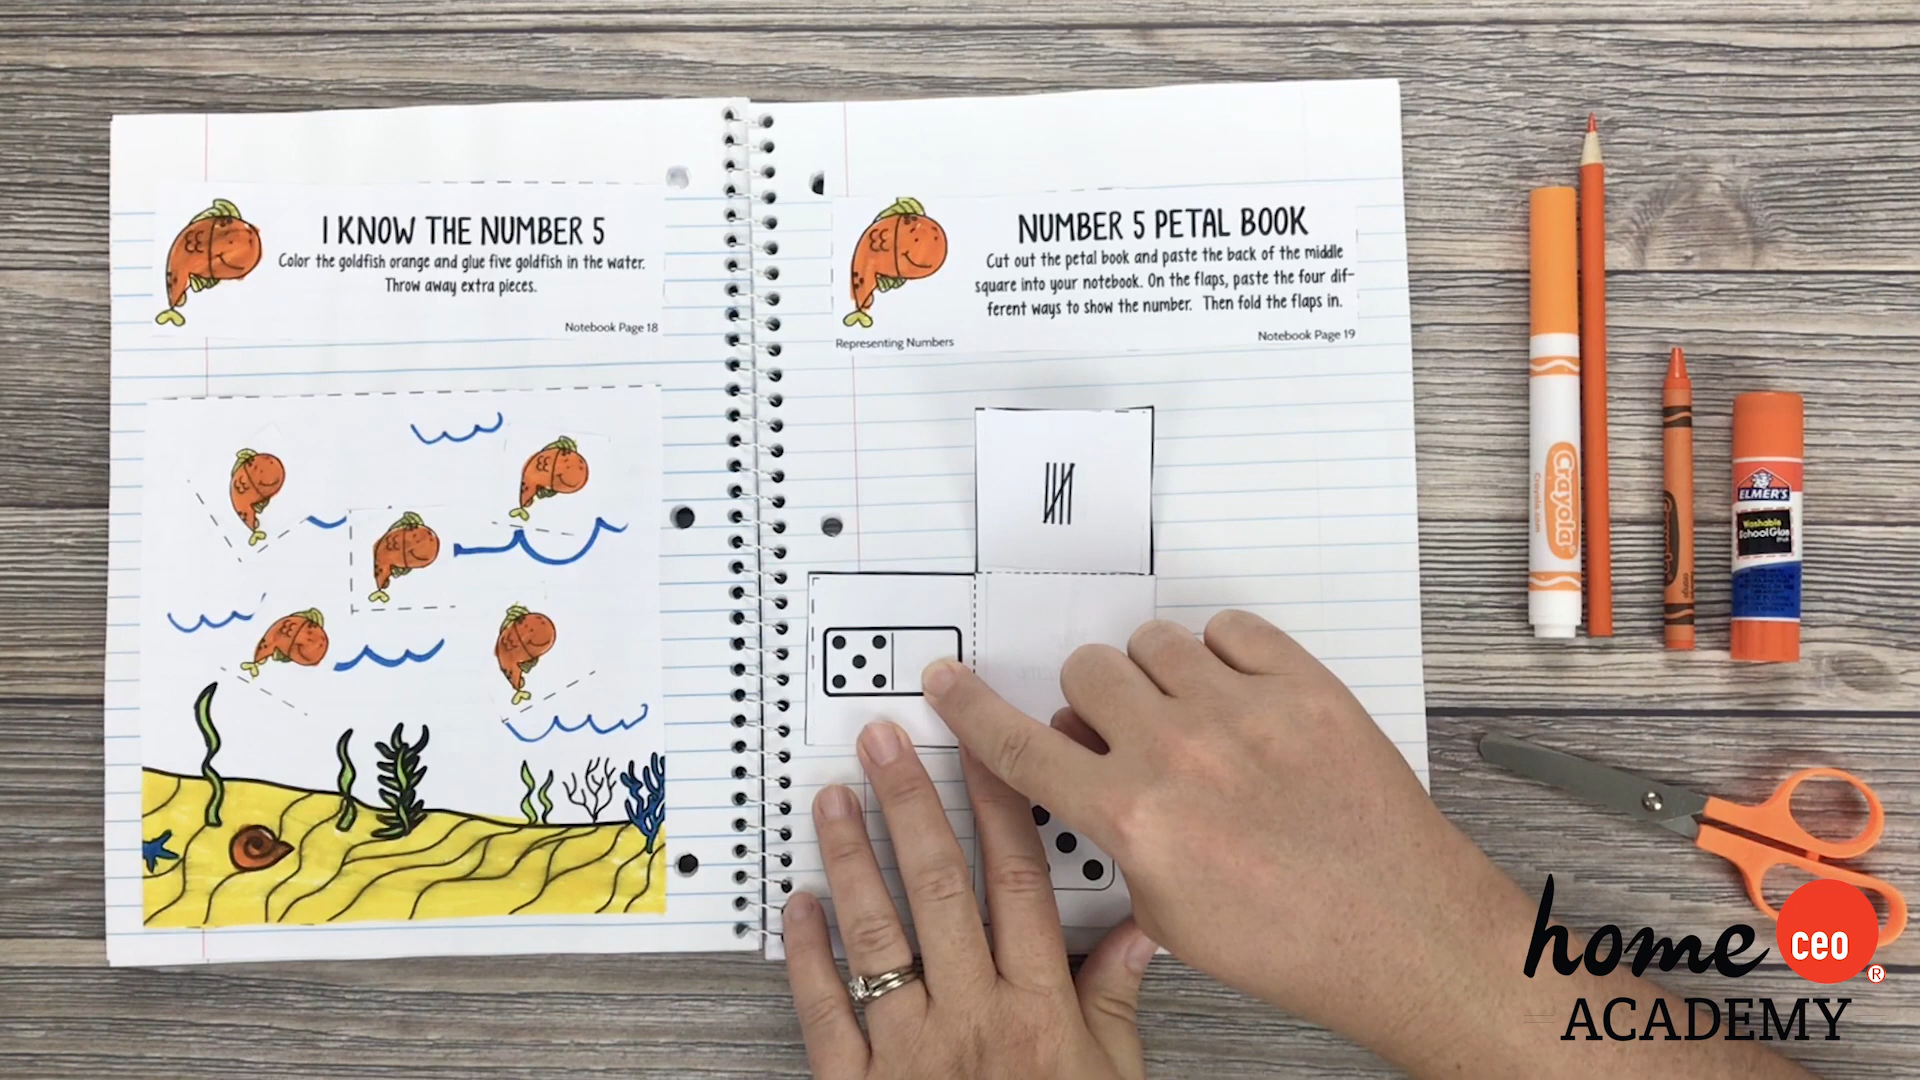 I KNOW THE NUMBER 5
Color the goldfish orange and glue five goldfish in the water.
Throw away extra pieces.
Notebook Page 18
NUMBER 5 PETAL BOOK
Cut out the petal book and paste the back of the middle
square into your notebook. On the flaps, paste the four dif-
ferent ways to show the number. Then fold the flaps in.
Representing Numbers
Notebook Page 19
Crayola
ELMER'S
Washable
School Glue
home ceo ®
ACADEMY